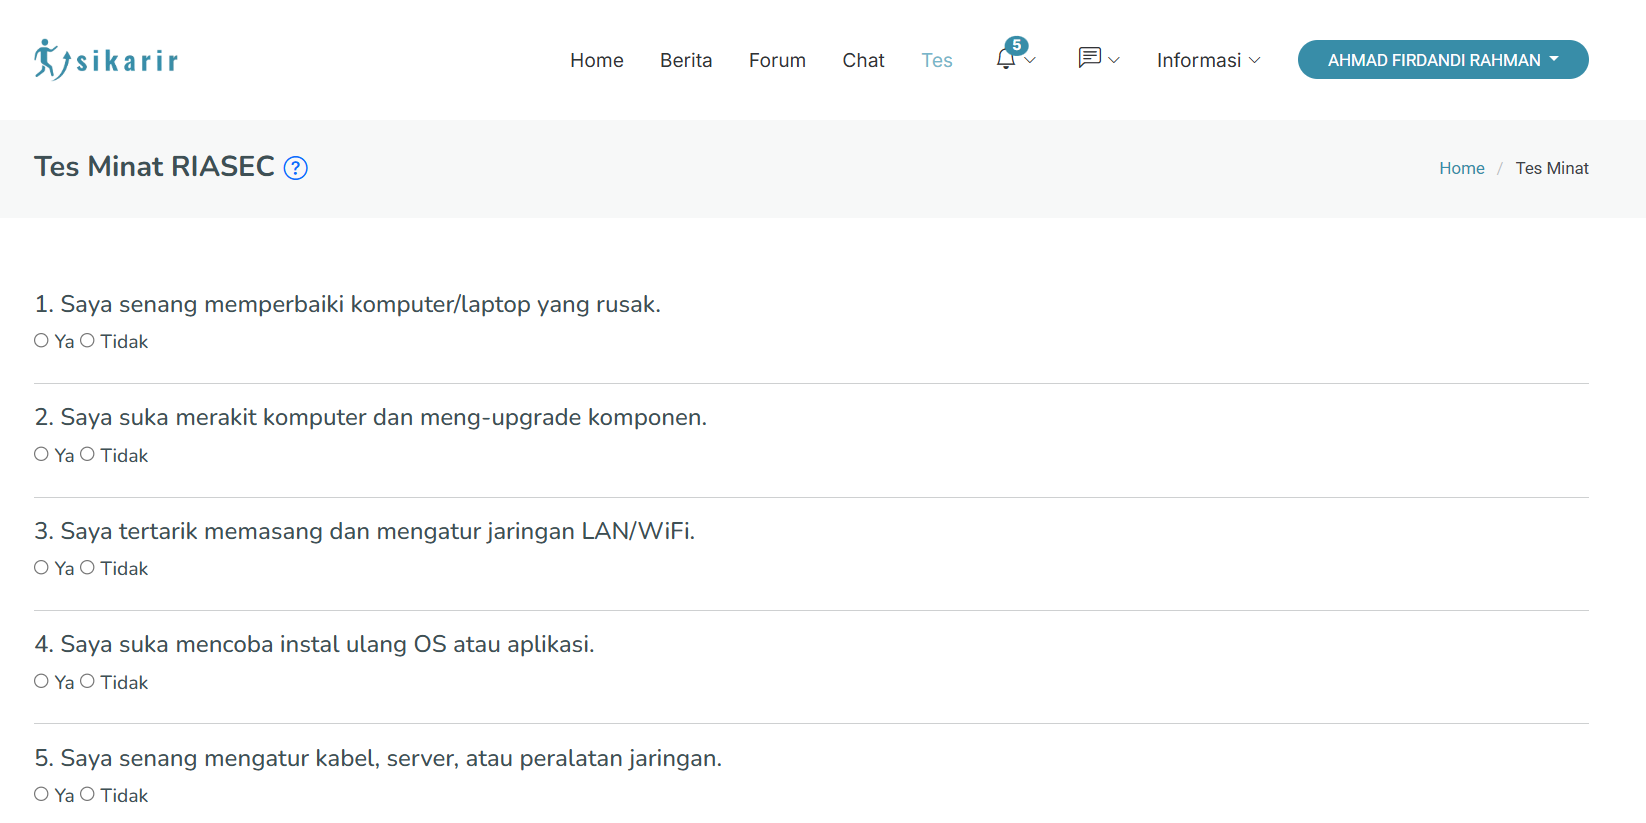 sikarir
Home Berita Forum Chat Tes 5 Informasi AHMAD FIRDANDI RAHMAN
Tes Minat RIASEC ?
Home / Tes Minat
1. Saya senang memperbaiki komputer/laptop yang rusak.
Ya Tidak
2. Saya suka merakit komputer dan meng-upgrade komponen.
Ya Tidak
3. Saya tertarik memasang dan mengatur jaringan LAN/WiFi.
Ya Tidak
4. Saya suka mencoba instal ulang OS atau aplikasi.
Ya Tidak
5. Saya senang mengatur kabel, server, atau peralatan jaringan.
Ya Tidak